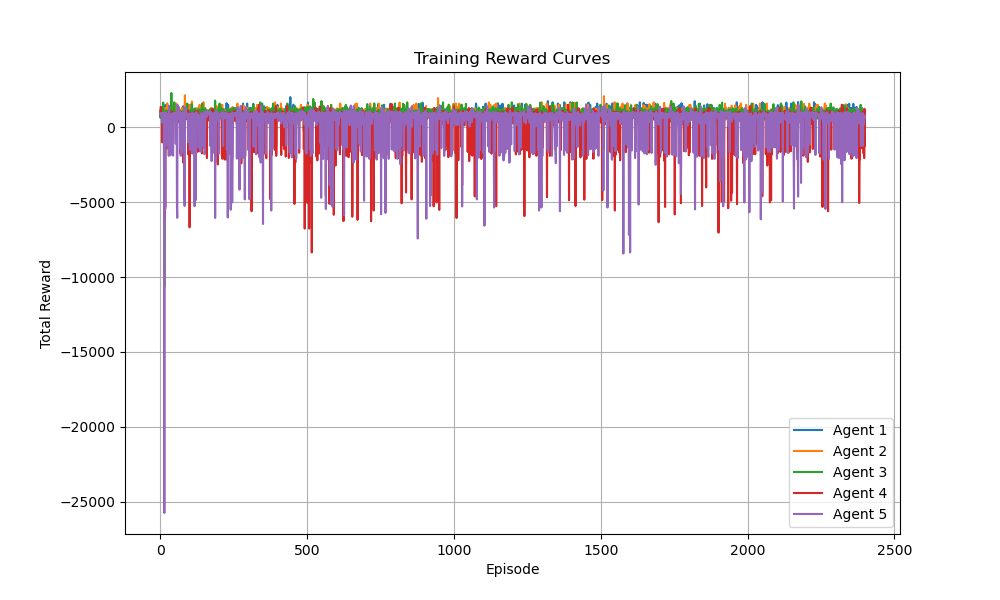 Training Reward Curves
Total Reward
0
−5000
−10000
−15000
−20000
−25000
0 500 1000 1500 2000 2500
Episode
Agent 1
Agent 2
Agent 3
Agent 4
Agent 5